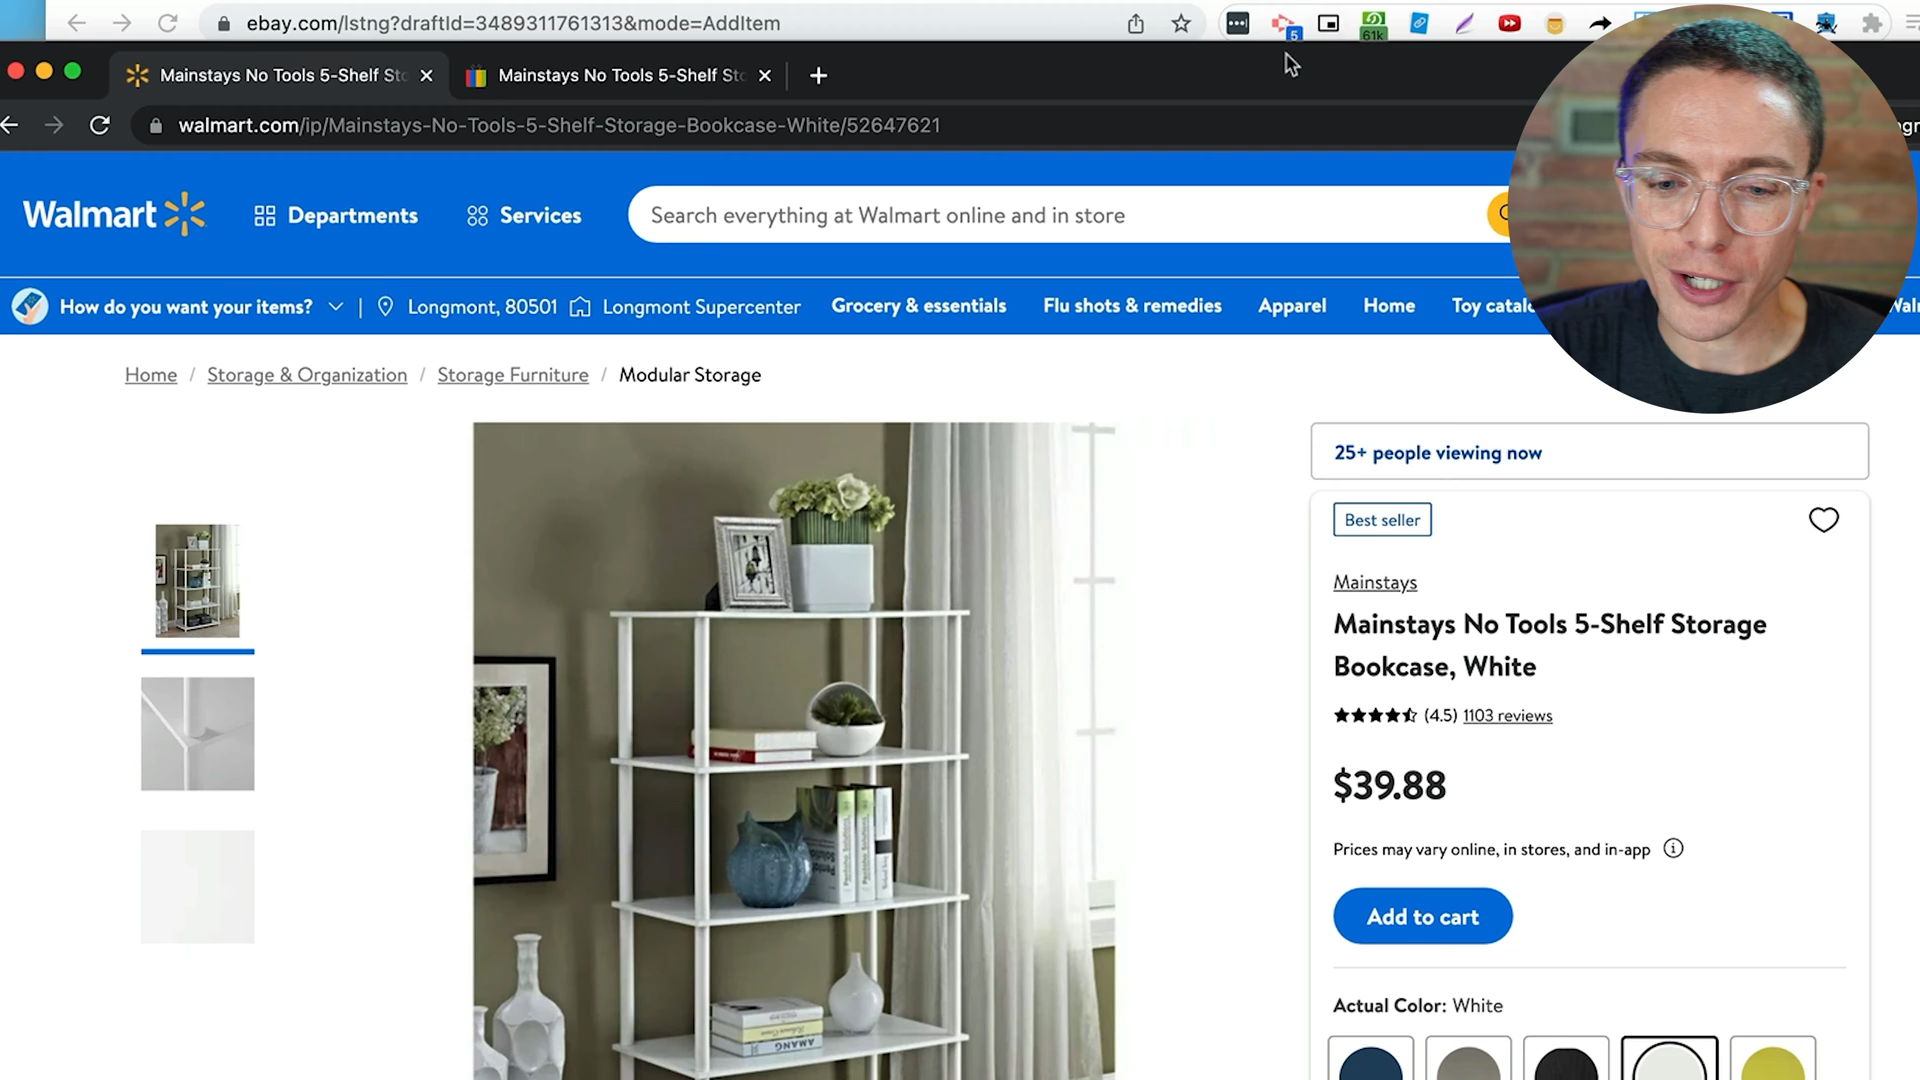 ebay.com/lstng?draftId=3489311761313&mode=AddItem
5
61k
Mainstays No Tools 5-Shelf Sto
Mainstays No Tools 5-Shelf Sto
walmart.com/ip/Mainstays-No-Tools-5-Shelf-Storage-Bookcase-White/52647621
Walmart
Departments
Services
Search everything at Walmart online and in store
How do you want your items?
Longmont, 80501
Longmont Supercenter
Grocery & essentials
Flu shots & remedies
Apparel
Home
Home / Storage & Organization / Storage Furniture / Modular Storage
25+ people viewing now
Best seller
Mainstays
Mainstays No Tools 5-Shelf Storage
Bookcase, White
(4.5) 1103 reviews
$39.88
Prices may vary online, in stores, and in-app
Add to cart
Actual Color: White